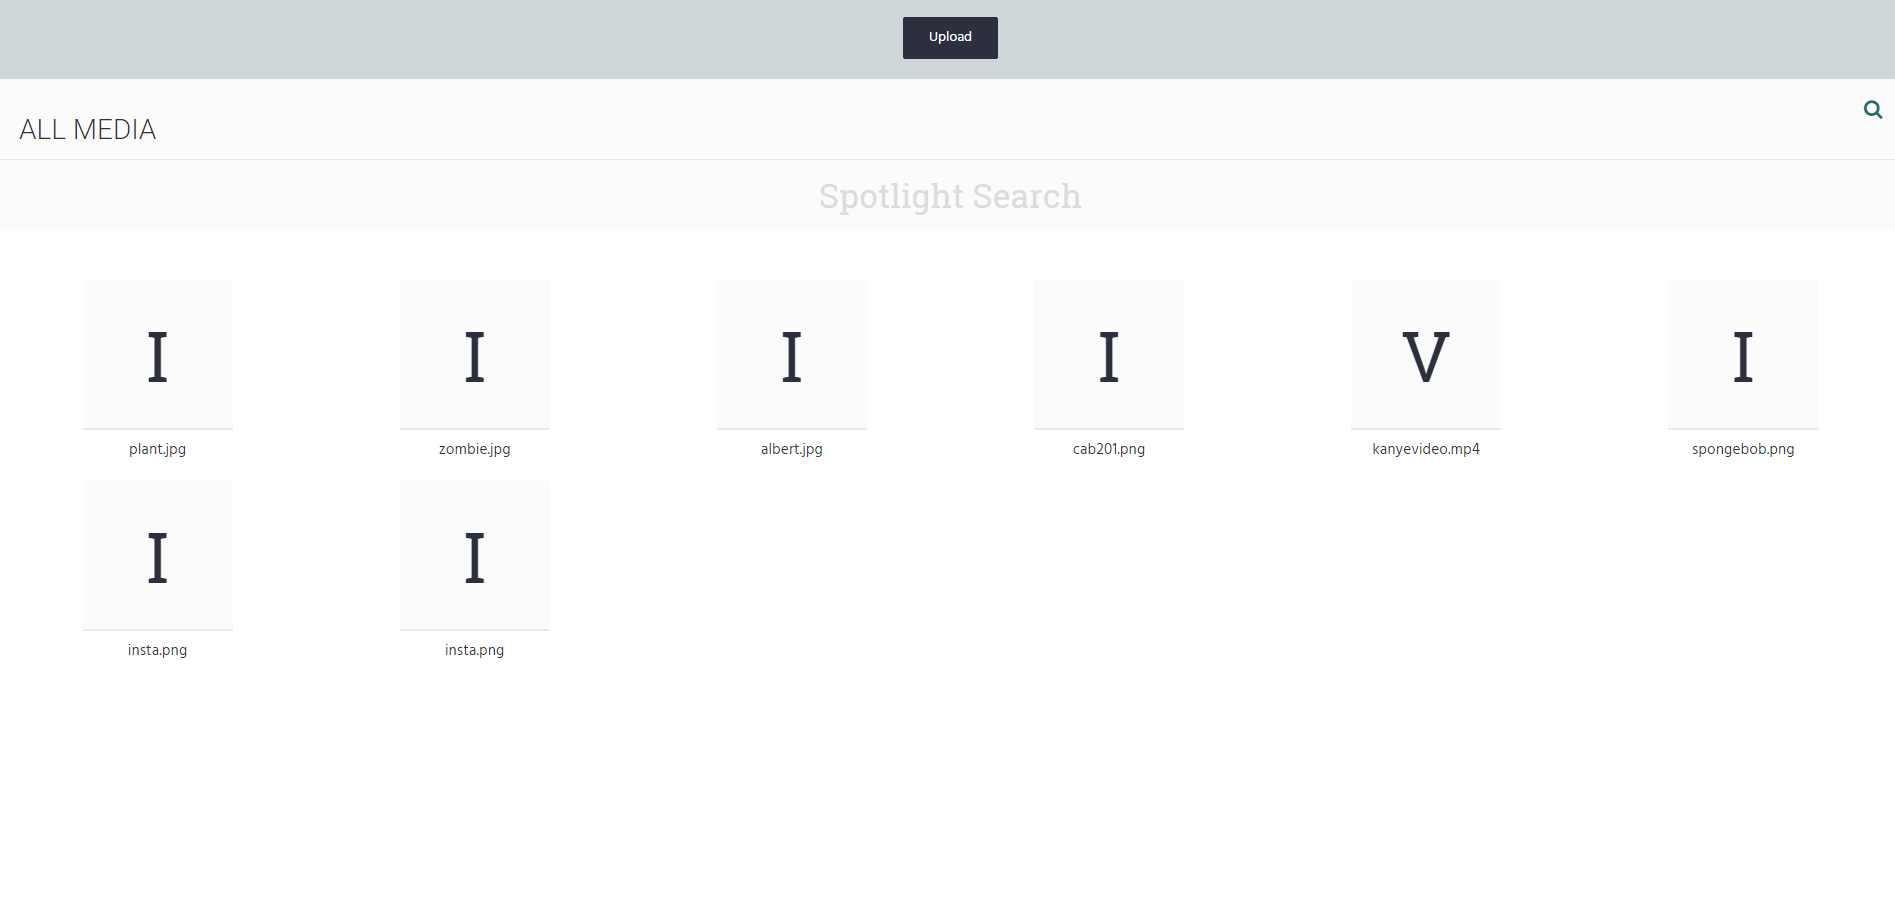 Upload
ALL MEDIA
Spotlight Search
I I I I V I
plant.jpg zombie.jpg albert.jpg cab201.png kanyevideo.mp4 spongebob.png
I I
insta.png insta.png